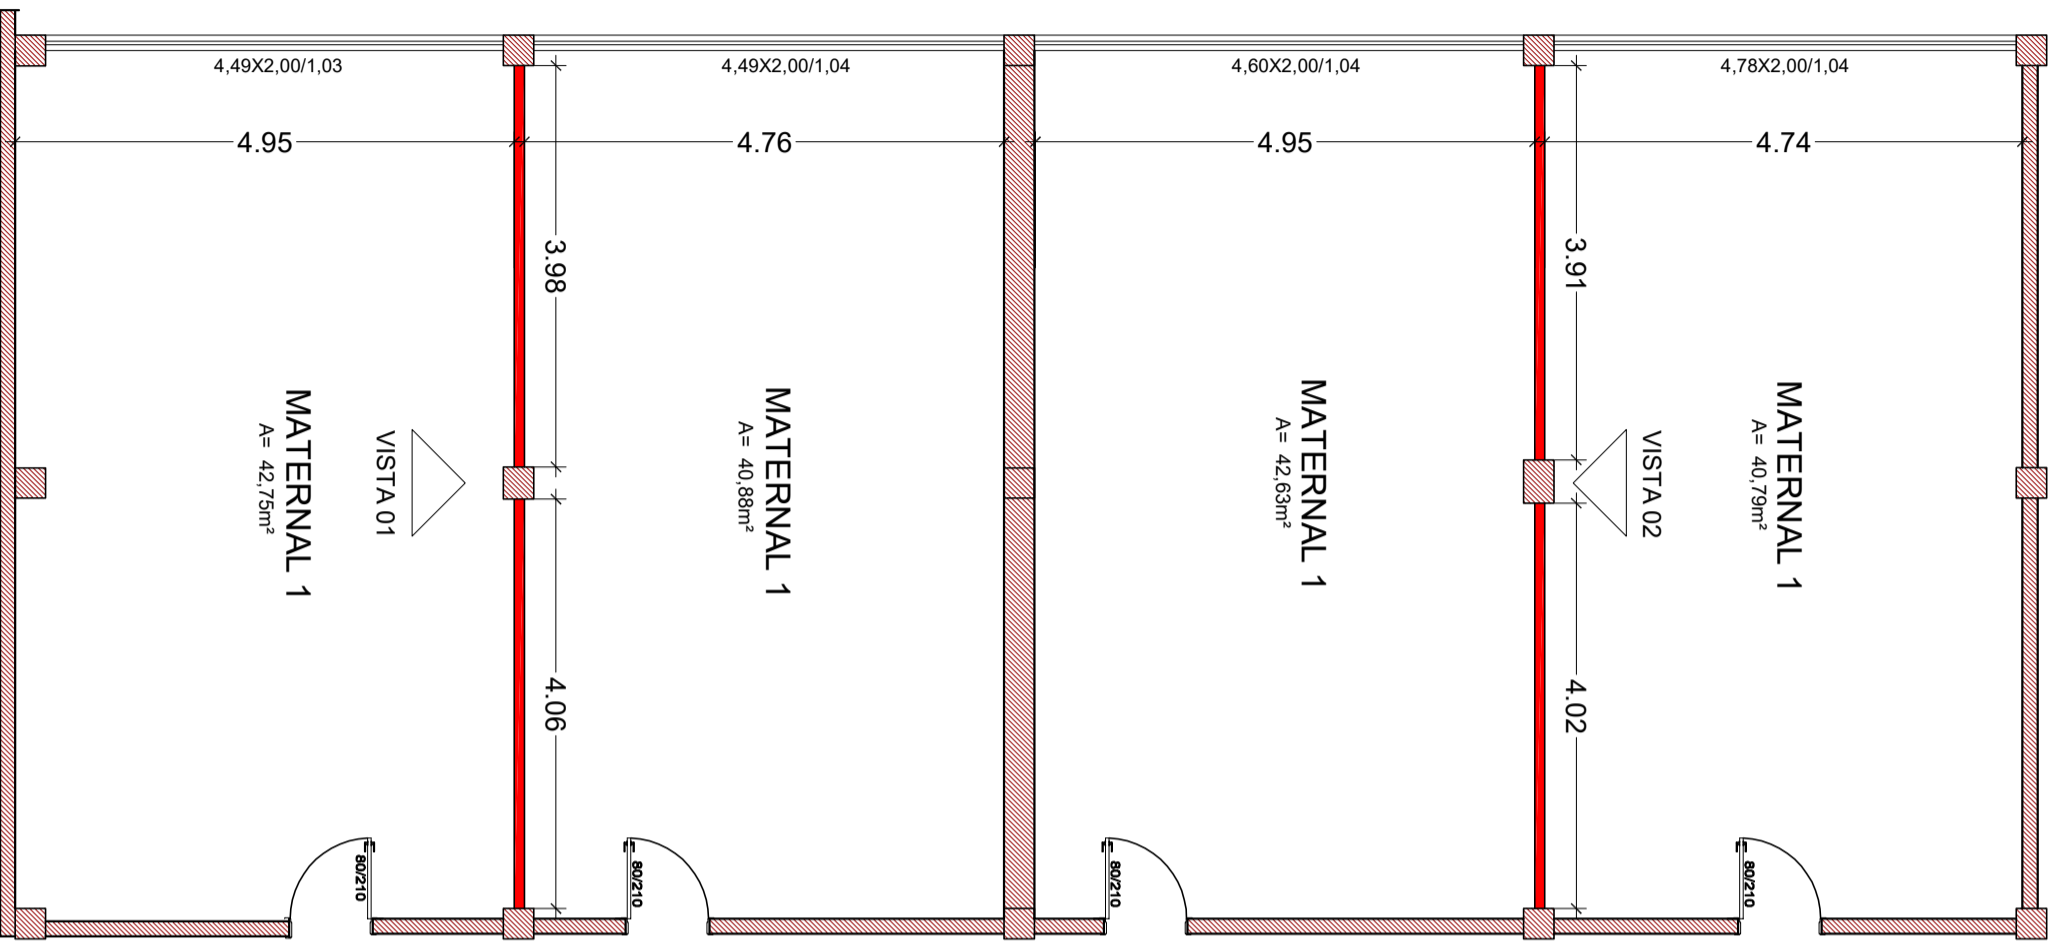 4,49X2,00/1,03
4,49X2,00/1,04
4,60X2,00/1,04
4,78X2,00/1,04
4.95
4.76
4.95
4.74
3.98
3.91
MATERNAL 1
A= 42,75m²
VISTA 01
MATERNAL 1
A= 40,88m²
MATERNAL 1
A= 42,63m²
VISTA 02
MATERNAL 1
A= 40,79m²
4.06
4.02
80/210
80/210
80/210
80/210